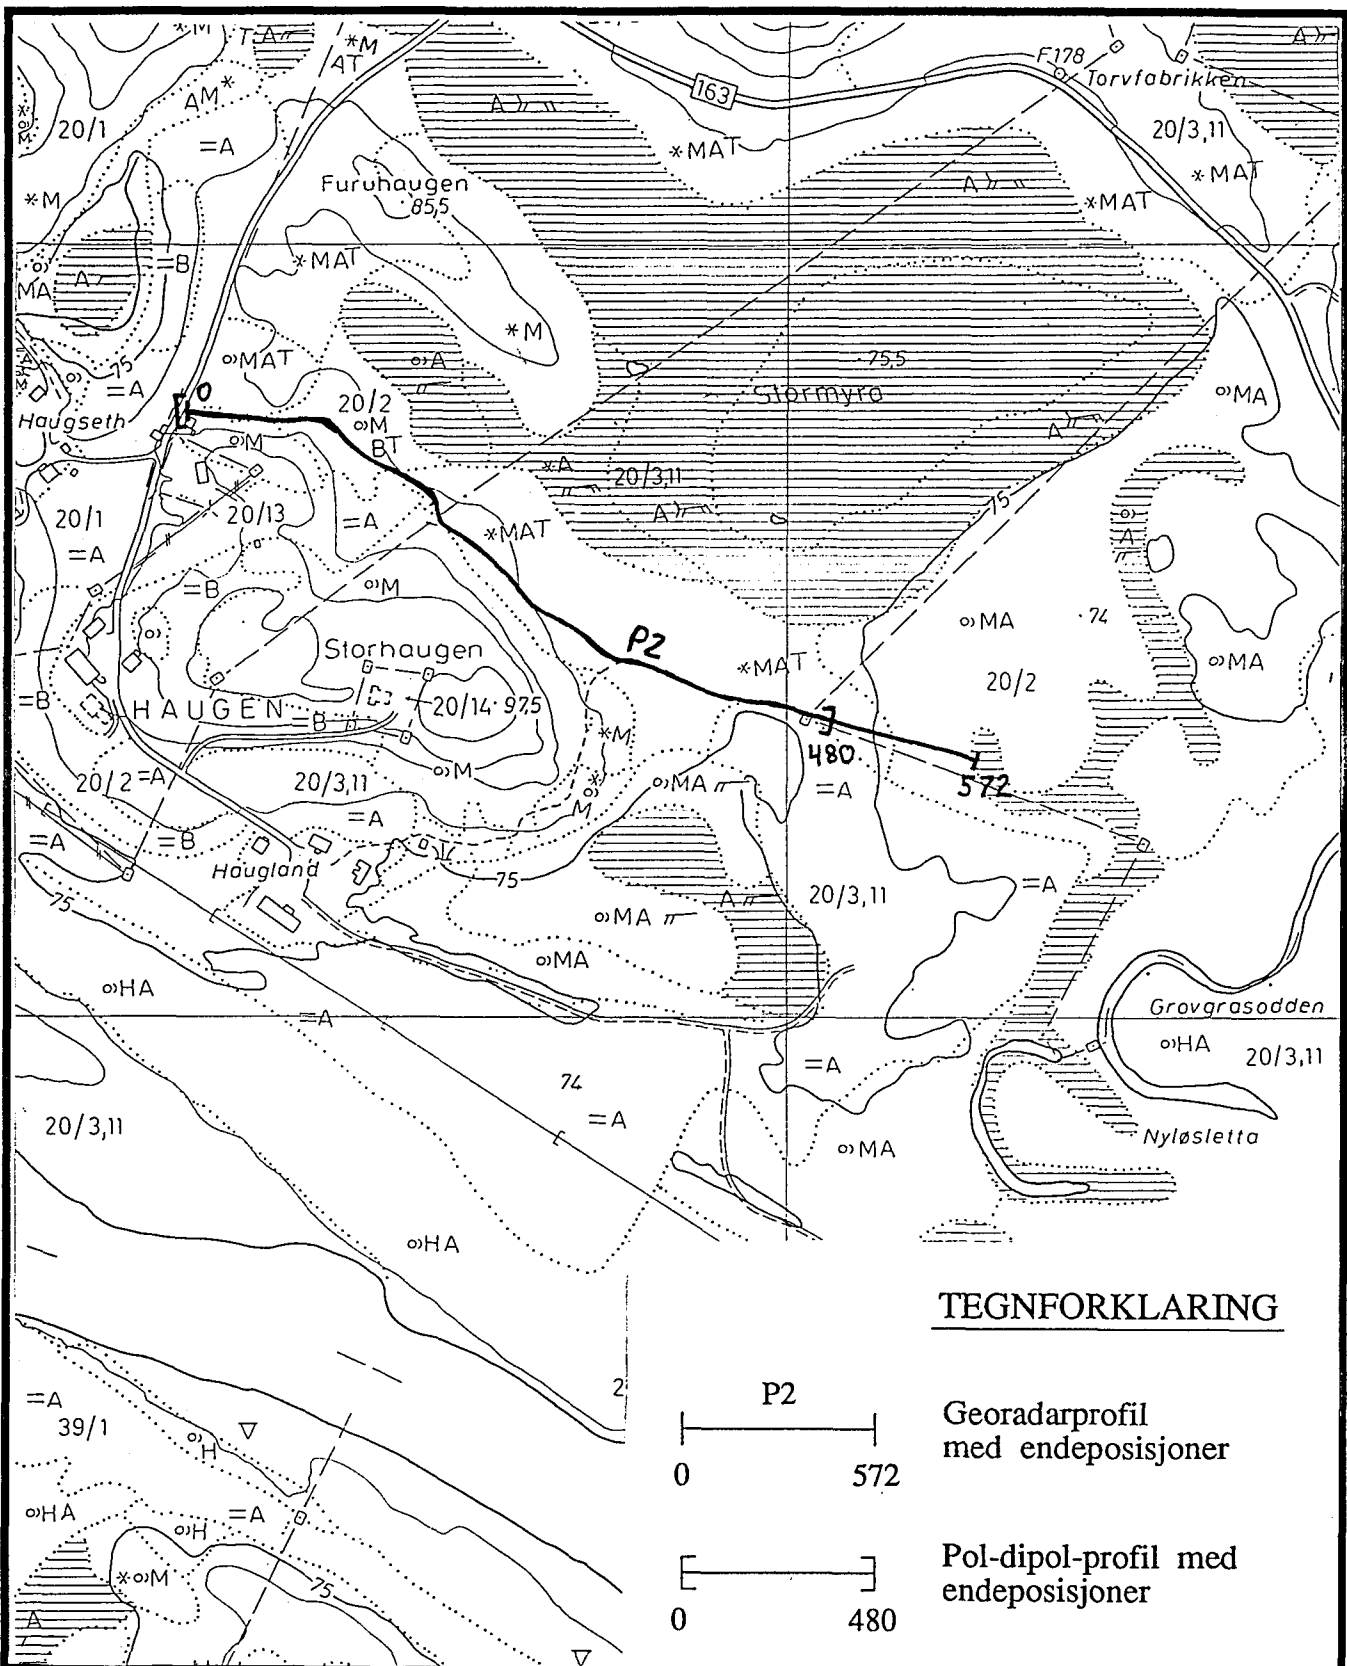 *M
T A
*M
AT
AM*
20/1
=A
*M
A
163
F178
Torvfabrikken
A
20/3,11
*MAT
*MAT
*MAT
A
Furuhaugen
85,5
*MAT
=B
MA
A
*M
o)MAT
o)A
75
=A
Haugseth
0
20/2
o)M
BT
o)M
75,5
Stormyra
o)MA
A
*A
20/3,11
A
75
20/1
=A
20/13
=A
*MAT
o)
A
=B
o)M
o)
o)MA
74
o)MA
P2
Storhaugen
*MAT
20/2
=B
HAUGEN
=B
20/14
97,5
*M
480
572
20/2
=A
20/3,11
o)M
o)MA
=A
M
=A
=B
=A
Haugland
75
75
A
20/3,11
=A
o)MA
o)MA
o)HA
=A
Grovgrasodden
o)HA
20/3,11
74
=A
=A
20/3,11
o)MA
Nyløsletta
o)HA
TEGNFORKLARING
2
P2
Georadarprofil
med endeposisjoner
0
572
=A
39/1
o)H
o)HA
o)H
=A
*o)M
75
A
Pol-dipol-profil med
endeposisjoner
0
480